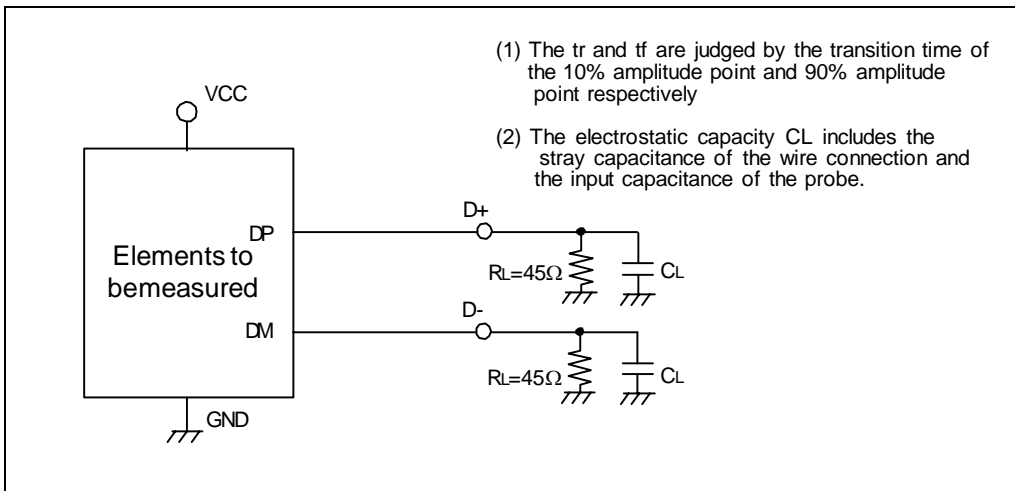 (1) The tr and tf are judged by the transition time of
the 10% amplitude point and 90% amplitude
point respectively
(2) The electrostatic capacity CL includes the
stray capacitance of the wire connection and
the input capacitance of the probe.
VCC
D+
DP
Elements to
bemeasured
RL=45Ω
CL
D-
DM
RL=45Ω
CL
GND